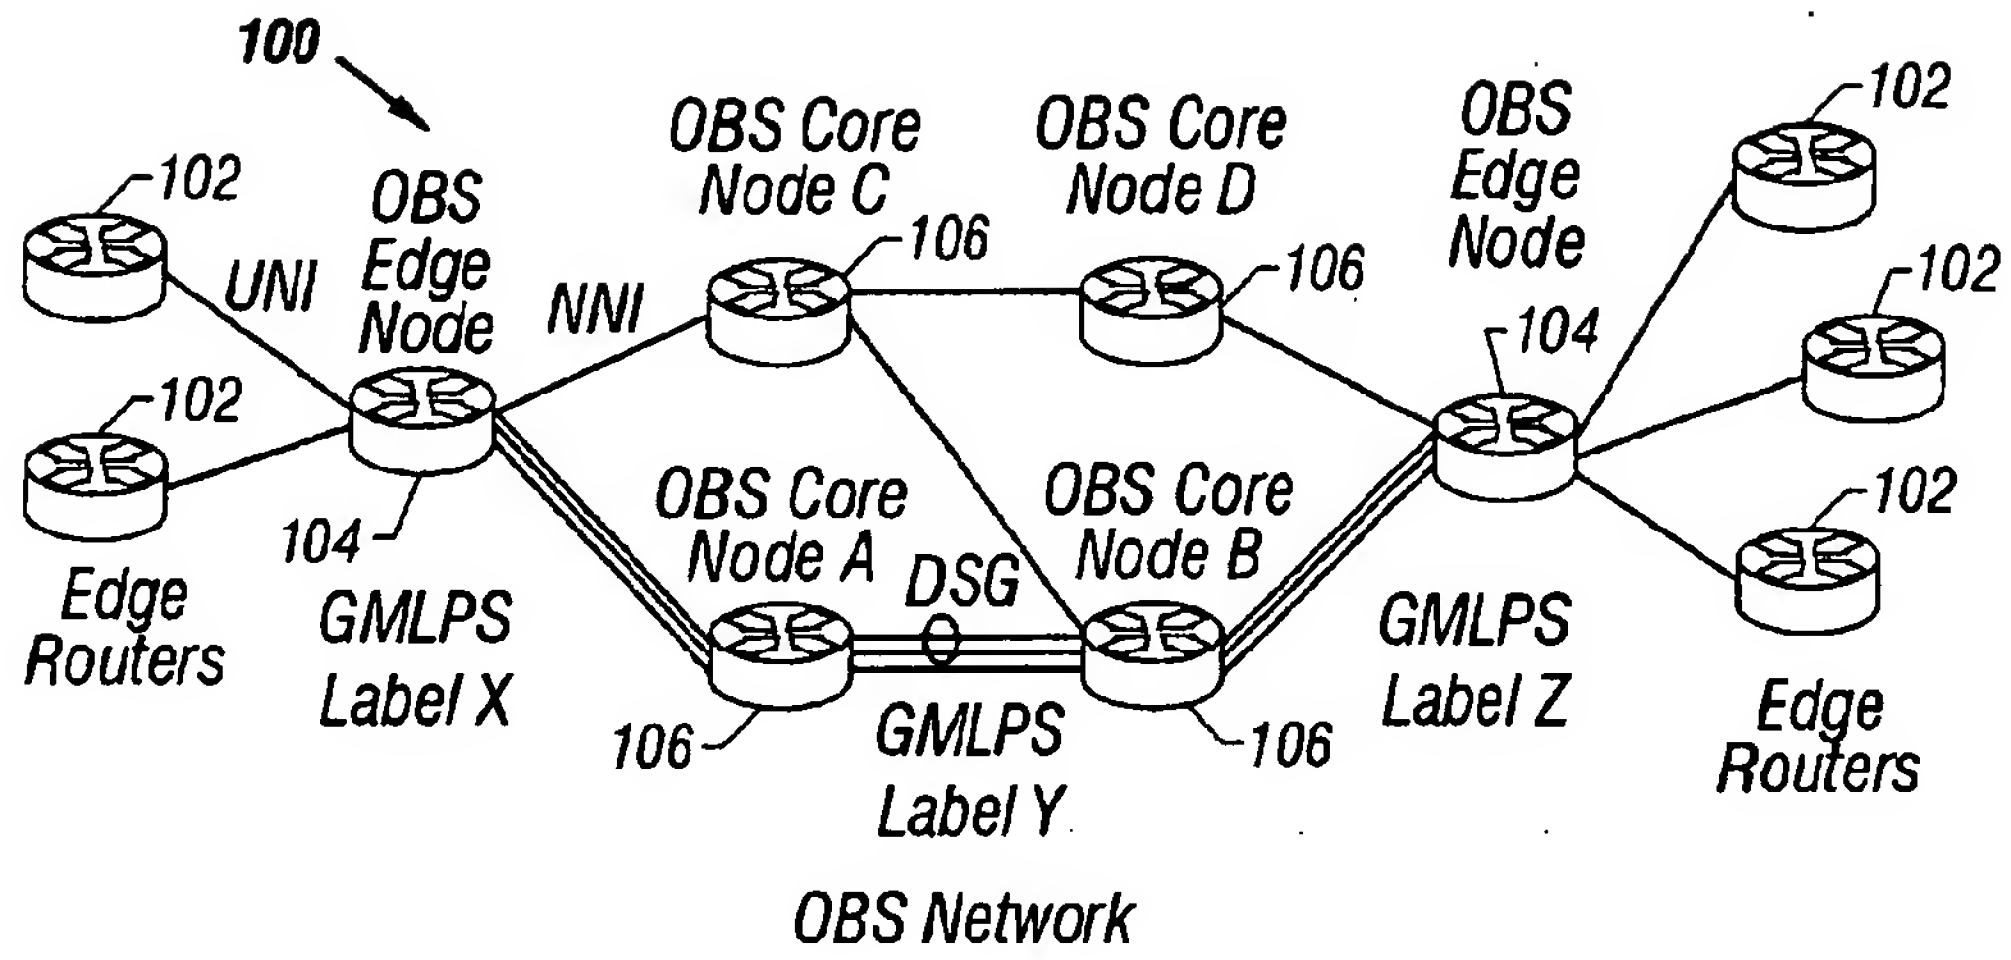 100
102
UNI
OBS
Edge
Node
102
104
Edge
Routers
GMLPS
Label X
NNI
OBS Core
Node C
106
OBS Core
Node D
106
OBS Core
Node A
106
DSG
GMLPS
Label Y
OBS Core
Node B
106
OBS
Edge
Node
104
GMLPS
Label Z
102
102
102
Edge
Routers
OBS Network